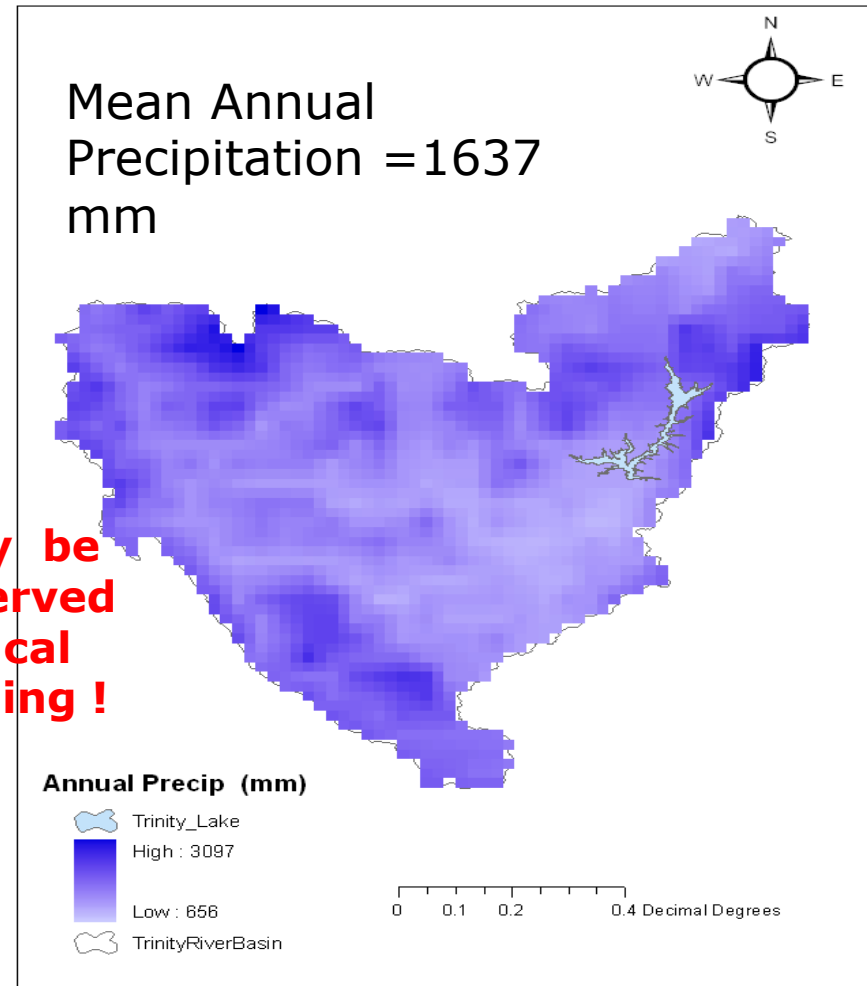 N
W E
S
Mean Annual
Precipitation =1637
mm
be
cal
ing !
Annual Precip (mm)
Trinity_Lake
High : 3097
Low : 656
TrinityRiverBasin
0 0.1 0.2 0.4 Decimal Degrees